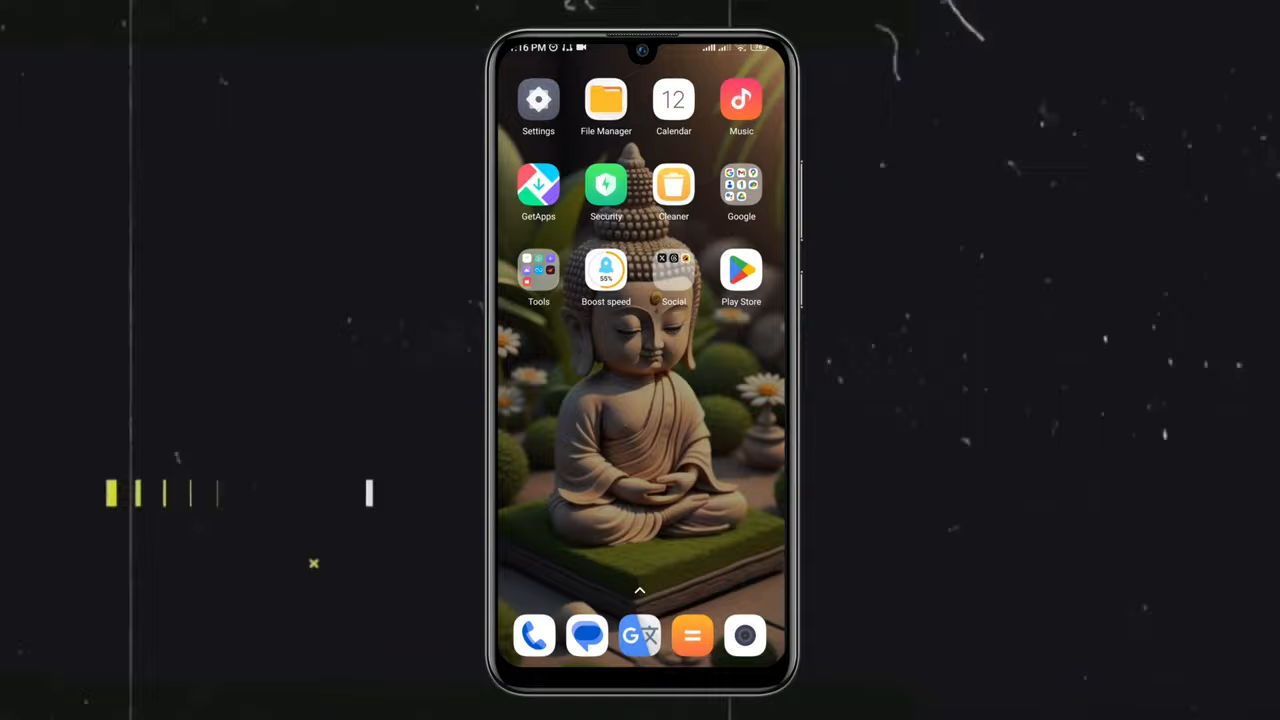 :16 PM
Settings
File Manager
12
Calendar
Music
GetApps
Security
Cleaner
Google
Tools
55%
Boost speed
Social
Play Store